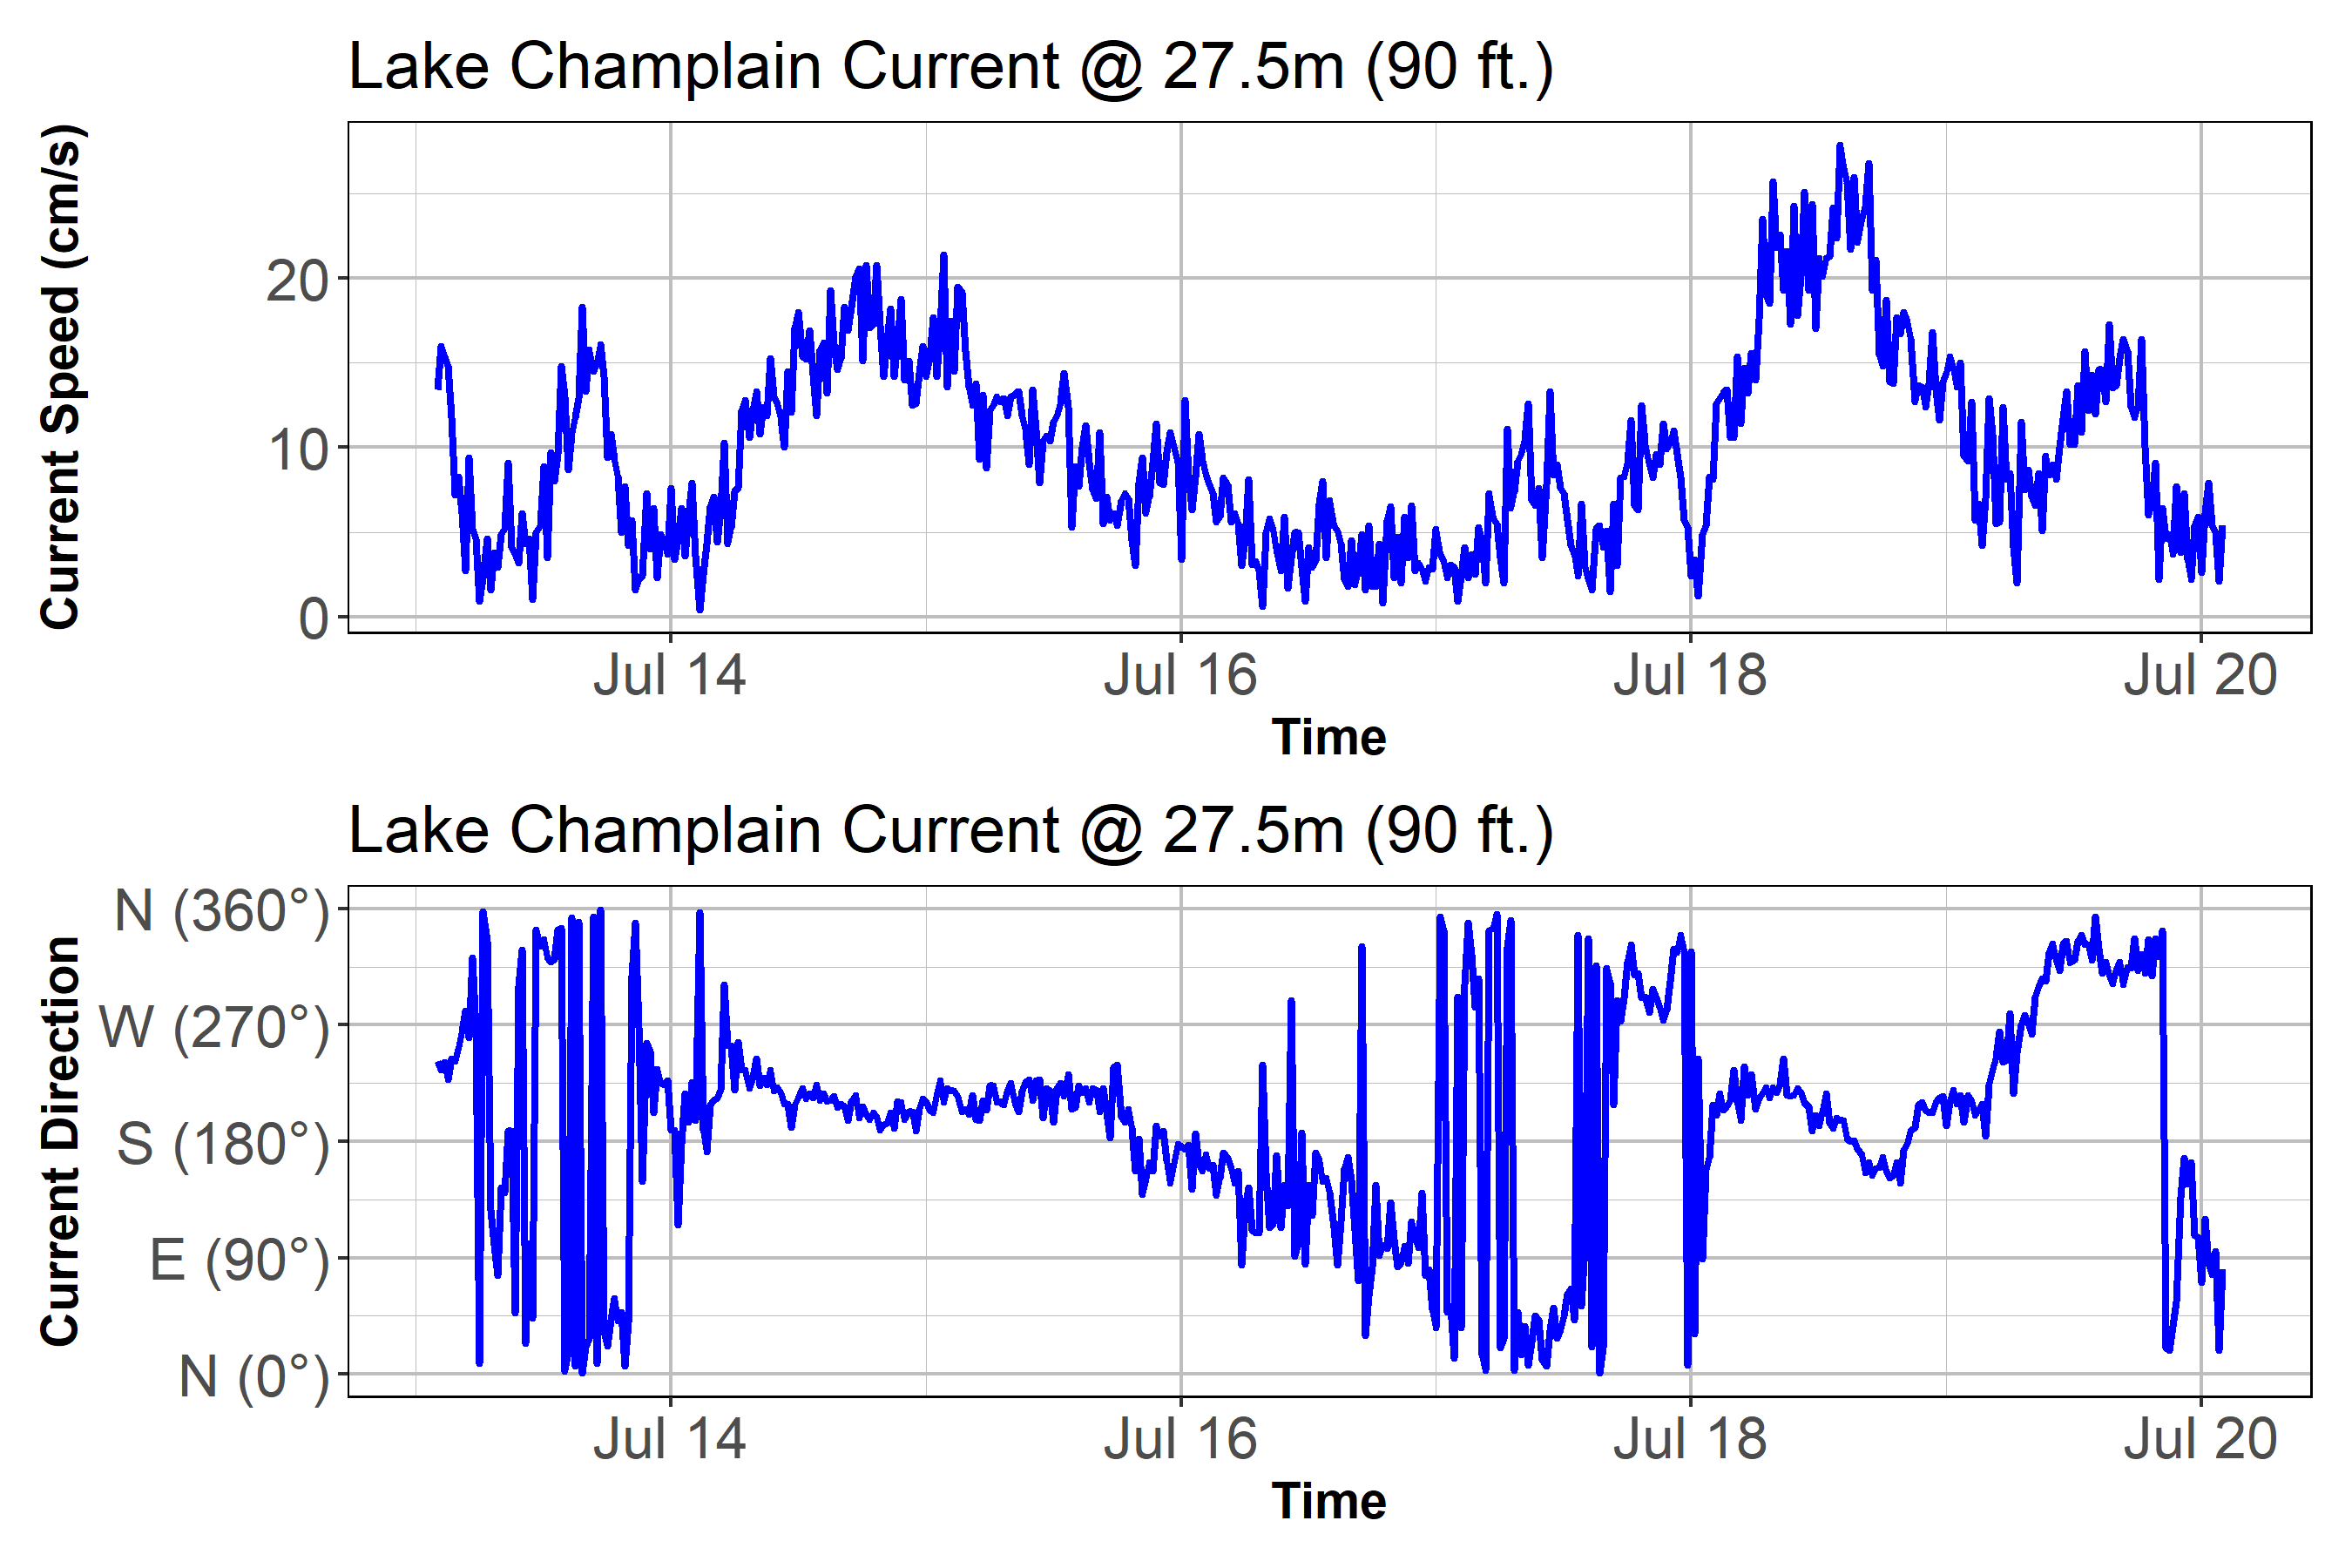 Lake Champlain Current @ 27.5m (90 ft.)
Current Speed (cm/s)
20
10
0
Jul 14 Jul 16 Jul 18 Jul 20
Time
Lake Champlain Current @ 27.5m (90 ft.)
Current Direction
N (360°)
W (270°)
S (180°)
E (90°)
N (0°)
Jul 14 Jul 16 Jul 18 Jul 20
Time